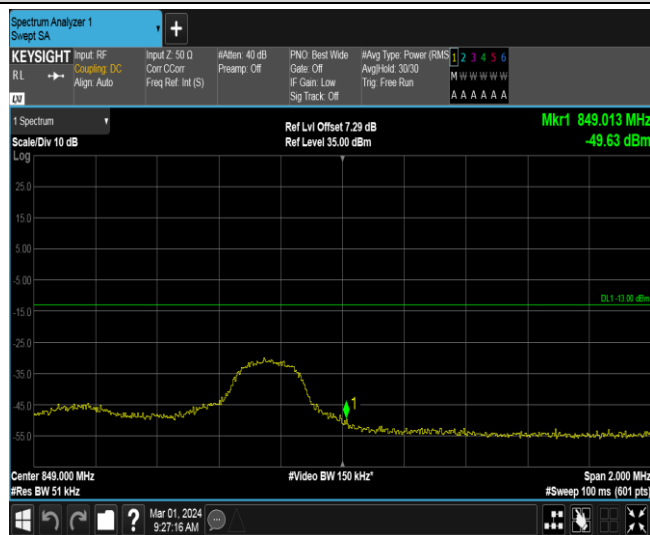 Spectrum Analyzer 1
Swept SA
+
KEYSIGHT
RL
LXI
Input: RF
Coupling: DC
Align: Auto
Input Z: 50 Ω
Corr CCorr
Freq Ref: Int (S)
#Atten: 40 dB
Preamp: Off
PNO: Best Wide
Gate: Off
IF Gain: Low
Sig Track: Off
#Avg Type: Power (RMS
Avg|Hold: 30/30
Trig: Free Run
1 2 3 4 5 6
M W W W W W
A A A A A A
1 Spectrum
Scale/Div 10 dB
Log
Ref Lvl Offset 7.29 dB
Ref Level 35.00 dBm
Mkr1 849.013 MHz
-49.63 dBm
25.0
15.0
5.00
-5.00
DL1 -13.00 dBm
-15.0
-25.0
-35.0
-45.0
1
-55.0
Center 849.000 MHz
#Video BW 150 kHz*
Span 2.000 MHz
#Res BW 51 kHz
#Sweep 100 ms (601 pts)
?
Mar 01, 2024
9:27:16 AM